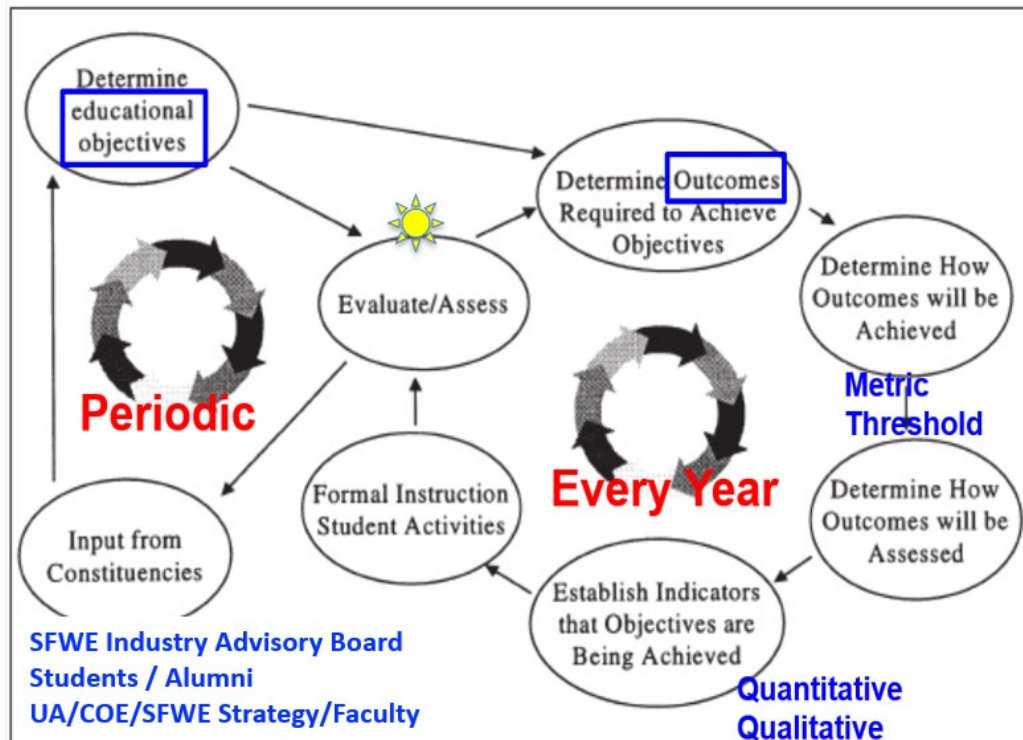 Determine
educational
objectives
Determine Outcomes
Required to Achieve
Objectives
Evaluate/Assess
Determine How
Outcomes will be
Achieved
Periodic
Metric
Threshold
Every Year
Formal Instruction
Student Activities
Determine How
Outcomes will be
Assessed
Input from
Constituencies
Establish Indicators
that Objectives are
Being Achieved
SFWE Industry Advisory Board
Students / Alumni
UA/COE/SFWE Strategy/Faculty
Quantitative
Qualitative